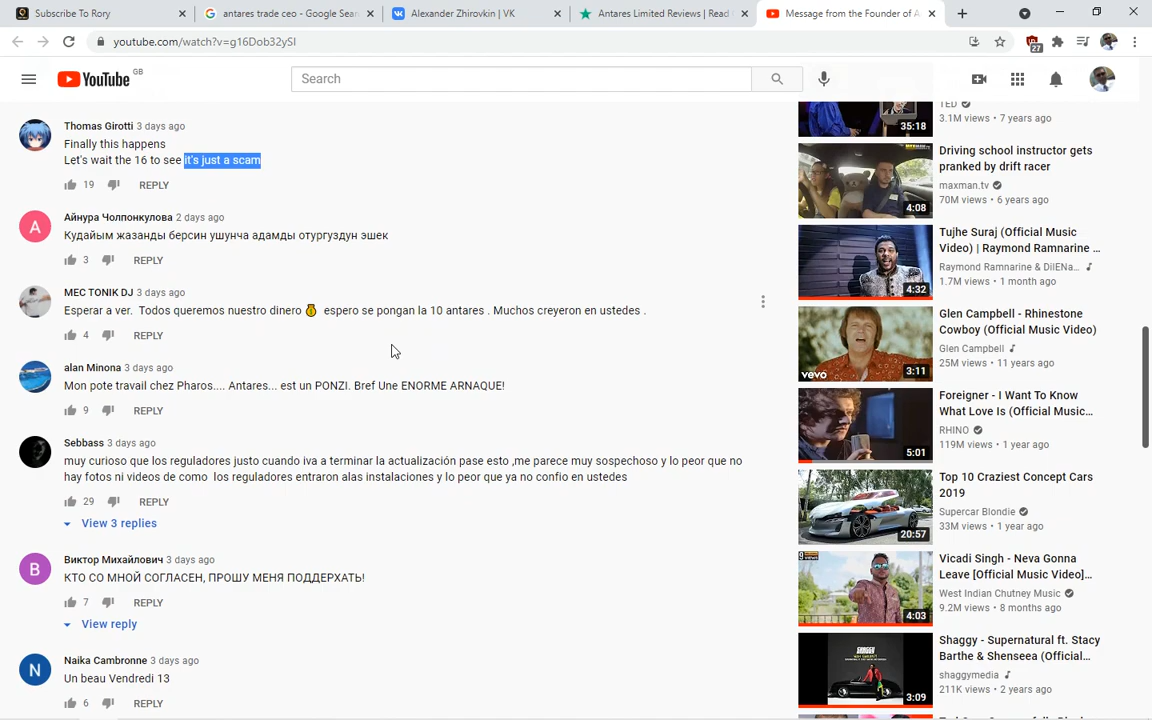 Subscribe To Rory
antares trade ceo - Google Sear
Alexander Zhirovkin | VK
Antares Limited Reviews | Read
Message from the Founder of A
youtube.com/watch?v=g16Dob32ySI
27
YouTube GB
Search
Thomas Girotti 3 days ago
Finally this happens
Let's wait the 16 to see it's just a scam
19 REPLY
Айнура Чолпонкулова 2 days ago
Кудайым жазанды берсин ушунча адамды отургуздун эшек
3 REPLY
MEC TONIK DJ 3 days ago
Esperar a ver. Todos queremos nuestro dinero 💰 espero se pongan la 10 antares . Muchos creyeron en ustedes .
4 REPLY
alan Minona 3 days ago
Mon pote travail chez Pharos.... Antares... est un PONZI. Bref Une ENORME ARNAQUE!
9 REPLY
Sebbass 3 days ago
muy curioso que los reguladores justo cuando iva a terminar la actualización pase esto ,me parece muy sospechoso y lo peor que no
hay fotos ni videos de como los reguladores entraron alas instalaciones y lo peor que ya no confio en ustedes
29 REPLY
View 3 replies
Виктор Михайлович 3 days ago
КТО СО МНОЙ СОГЛАСЕН, ПРОШУ МЕНЯ ПОДДЕРХАТЬ!
7 REPLY
View reply
Naika Cambronne 3 days ago
Un beau Vendredi 13
6 REPLY
TED
3.1M views • 7 years ago
35:18
Driving school instructor gets
pranked by drift racer
maxman.tv
70M views • 6 years ago
4:08
Tujhe Suraj (Official Music
Video) | Raymond Ramnarine ...
Raymond Ramnarine & DilENa...
1.7M views • 1 month ago
4:32
Glen Campbell - Rhinestone
Cowboy (Official Music Video)
Glen Campbell
25M views • 11 years ago
vevo
3:11
Foreigner - I Want To Know
What Love Is (Official Music...
RHINO
119M views • 1 year ago
5:01
Top 10 Craziest Concept Cars
2019
Supercar Blondie
33M views • 1 year ago
20:57
Vicadi Singh - Neva Gonna
Leave [Official Music Video]...
West Indian Chutney Music
9.2M views • 8 months ago
4:03
Shaggy - Supernatural ft. Stacy
Barthe & Shenseea (Official...
shaggymedia
211K views • 2 years ago
3:09